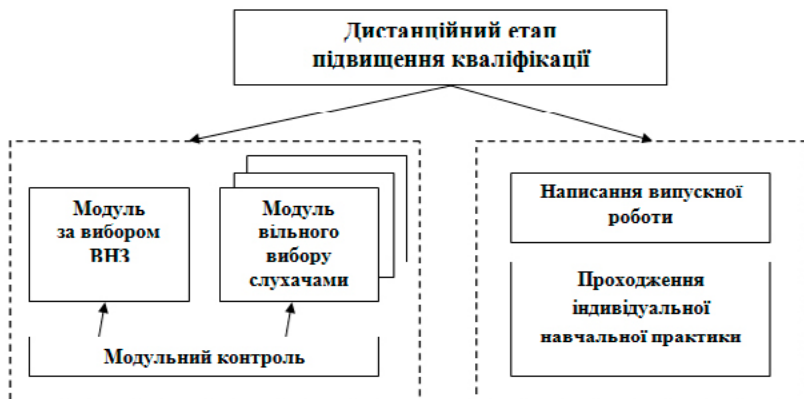 Дистанційний етап
підвищення кваліфікації
Модуль
за вибором
ВНЗ
Модуль
вільного
вибору
слухачами
Модульний контроль
Написання випускної
роботи
Проходження
індивідуальної
навчальної практики